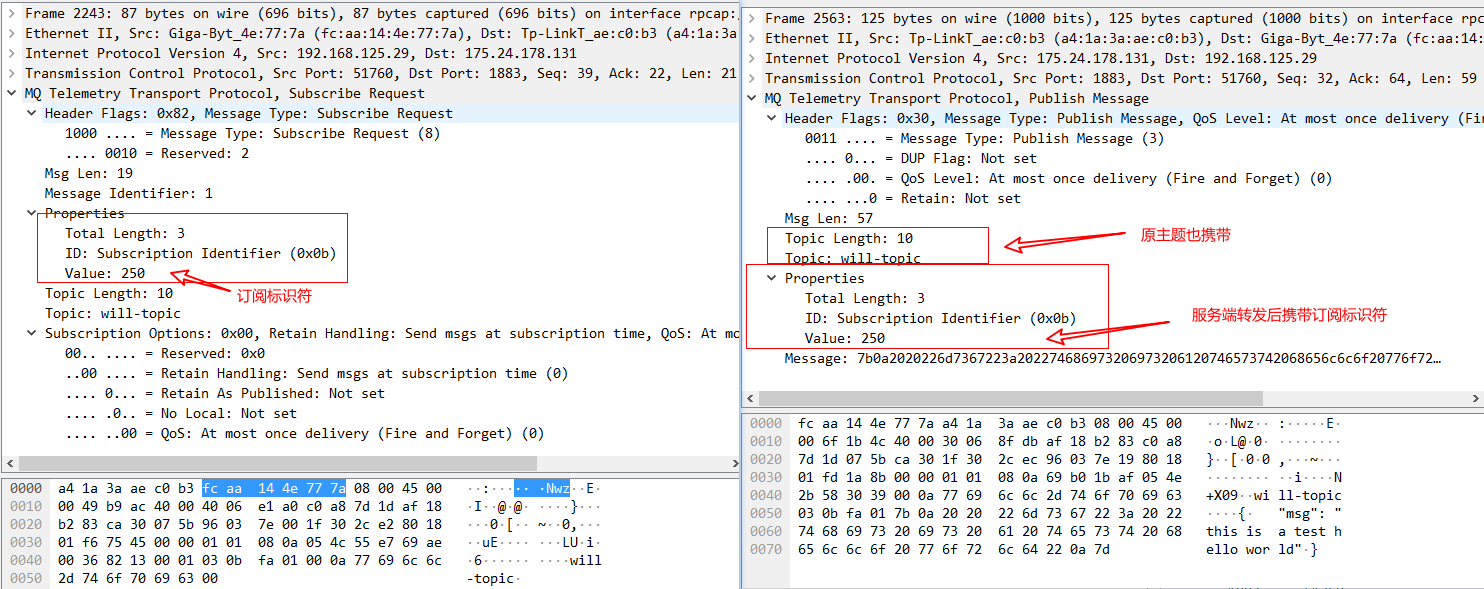 Frame 2243: 87 bytes on wire (696 bits), 87 bytes captured (696 bits) on interface rpcap:
Ethernet II, Src: Giga-Byt_4e:77:7a (fc:aa:14:4e:77:7a), Dst: Tp-LinkT_ae:c0:b3 (a4:1a:3a
Internet Protocol Version 4, Src: 192.168.125.29, Dst: 175.24.178.131
Transmission Control Protocol, Src Port: 51760, Dst Port: 1883, Seq: 39, Ack: 22, Len: 21
MQ Telemetry Transport Protocol, Subscribe Request
Header Flags: 0x82, Message Type: Subscribe Request
1000 .... = Message Type: Subscribe Request (8)
.... 0010 = Reserved: 2
Msg Len: 19
Message Identifier: 1
Properties
Total Length: 3
ID: Subscription Identifier (0x0b)
Value: 250
订阅标识符
Topic Length: 10
Topic: will-topic
Subscription Options: 0x00, Retain Handling: Send msgs at subscription time, QoS: At mo
00.. .... = Reserved: 0x0
..00 .... = Retain Handling: Send msgs at subscription time (0)
.... 0... = Retain As Published: Not set
.... .0.. = No Local: Not set
.... ..00 = QoS: At most once delivery (Fire and Forget) (0)
0000 a4 1a 3a ae c0 b3 fc aa 14 4e 77 7a 08 00 45 00 ··:······Nwz··E·
0010 00 49 b9 ac 40 00 40 06 e1 a0 c0 a8 7d 1d af 18 ·I··@·@·····}···
0020 b2 83 ca 30 07 5b 96 03 7e 00 1f 30 2c e2 80 18 ···0·[··~··0,···
0030 01 f6 75 45 00 00 01 01 08 0a 05 4c 55 e7 69 ae ··uE·······LU·i·
0040 00 36 82 13 00 01 03 0b fa 01 00 0a 77 69 6c 6c ·6··········will
0050 2d 74 6f 70 69 63 00 -topic·
Frame 2563: 125 bytes on wire (1000 bits), 125 bytes captured (1000 bits) on interface rpc
Ethernet II, Src: Tp-LinkT_ae:c0:b3 (a4:1a:3a:ae:c0:b3), Dst: Giga-Byt_4e:77:7a (fc:aa:14:
Internet Protocol Version 4, Src: 175.24.178.131, Dst: 192.168.125.29
Transmission Control Protocol, Src Port: 1883, Dst Port: 51760, Seq: 32, Ack: 64, Len: 59
MQ Telemetry Transport Protocol, Publish Message
Header Flags: 0x30, Message Type: Publish Message, QoS Level: At most once delivery (Fi
0011 .... = Message Type: Publish Message (3)
.... 0... = DUP Flag: Not set
.... .00. = QoS Level: At most once delivery (Fire and Forget) (0)
.... ...0 = Retain: Not set
Msg Len: 57
Topic Length: 10
原主题也携带
Topic: will-topic
Properties
Total Length: 3
ID: Subscription Identifier (0x0b)
服务端转发后携带订阅标识符
Value: 250
Message: 7b0a2020226d7367223a20227468697320697320612074657374206​8656c6c6f20776f72…
0000 fc aa 14 4e 77 7a a4 1a 3a ae c0 b3 08 00 45 00 ···Nwz··:·····E·
0010 00 6f 1b 4c 40 00 30 06 8f db af 18 b2 83 c0 a8 ·o·L@·0·········
0020 7d 1d 07 5b ca 30 1f 30 2c ec 96 03 7e 19 80 18 }··[·0·0,···~···
0030 01 fd 1a 8b 00 00 01 01 08 0a 69 b0 1b af 05 4e ··········i····N
0040 2b 58 30 39 00 0a 77 69 6c 6c 2d 74 6f 70 69 63 +X09··will-topic
0050 03 0b fa 01 7b 0a 20 20 22 6d 73 67 22 3a 20 22 ····{·  "msg": "
0060 74 68 69 73 20 69 73 20 61 20 74 65 73 74 20 68 this is a test h
0070 65 6c 6c 6f 20 77 6f 72 6c 64 22 0a 7d ello world"·}